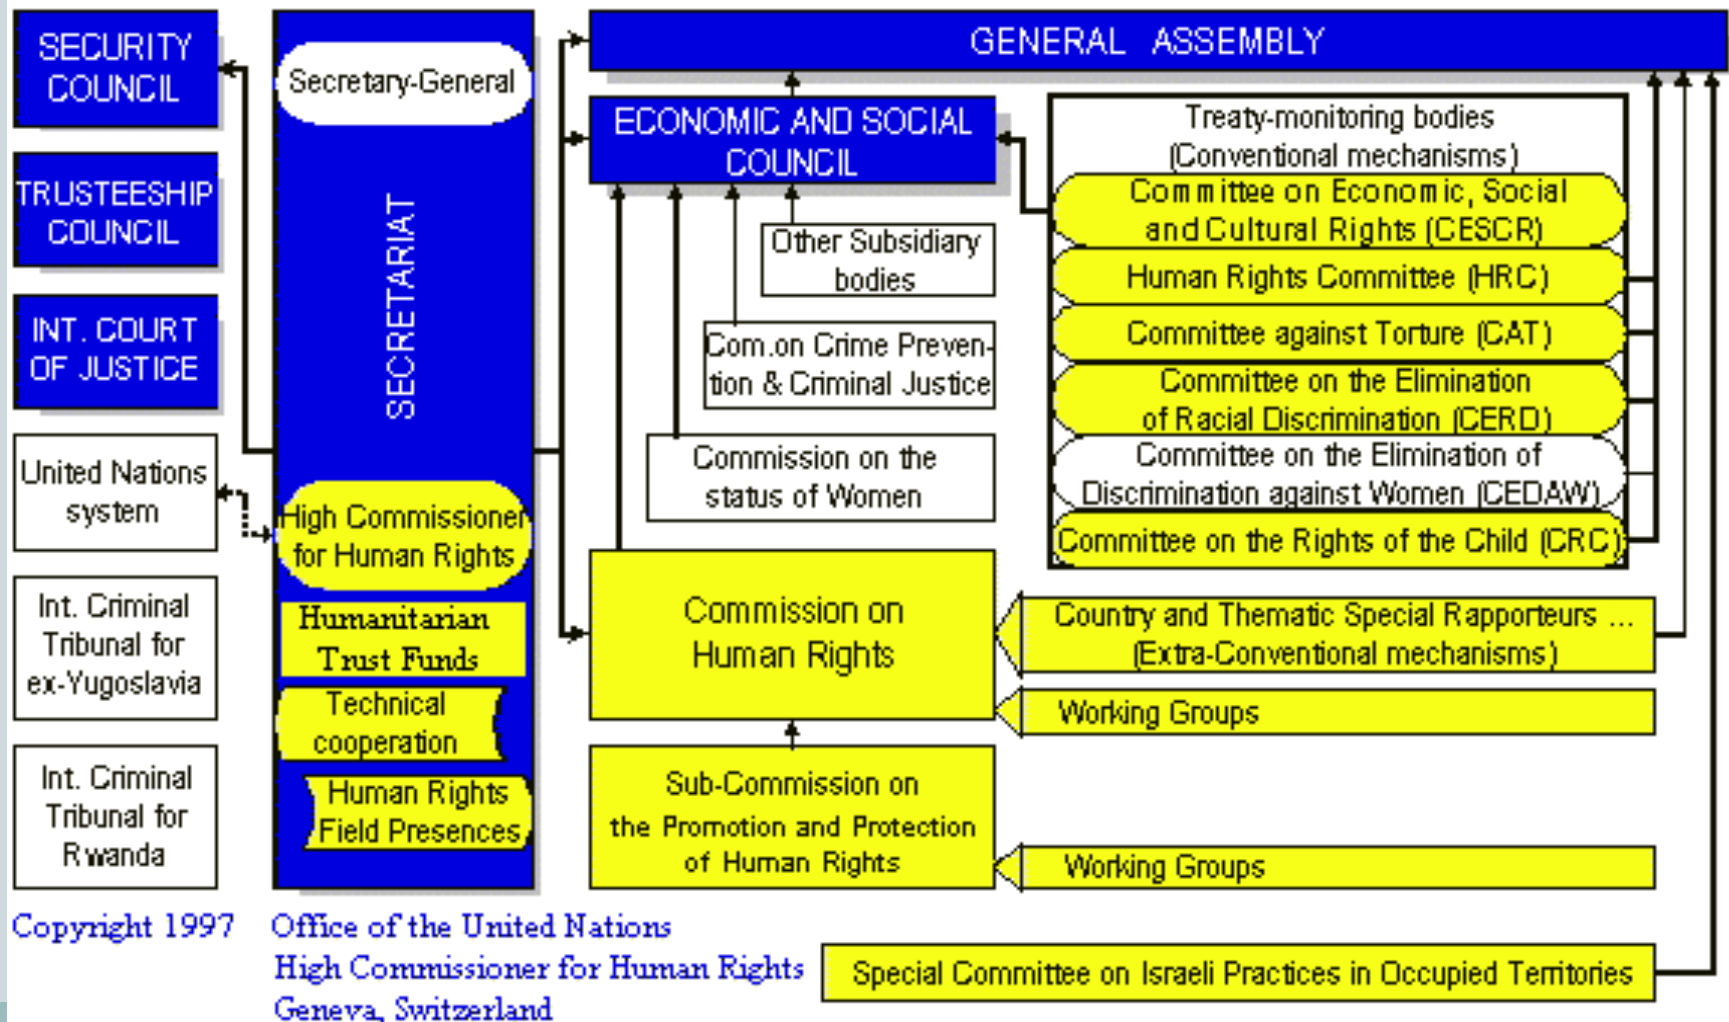 SECURITY
COUNCIL
TRUSTEESHIP
COUNCIL
INT. COURT
OF JUSTICE
United Nations
system
Int. Criminal
Tribunal for
ex-Yugoslavia
Int. Criminal
Tribunal for
Rwanda
Secretary-General
SECRETARIAT
High Commissioner
for Human Rights
Humanitarian
Trust Funds
Technical
cooperation
Human Rights
Field Presences
GENERAL ASSEMBLY
ECONOMIC AND SOCIAL
COUNCIL
Other Subsidiary
bodies
Com.on Crime Preven-
tion & Criminal Justice
Commission on the
status of Women
Commission on
Human Rights
Sub-Commission on
the Promotion and Protection
of Human Rights
Treaty-monitoring bodies
(Conventional mechanisms)
Committee on Economic, Social
and Cultural Rights (CESCR)
Human Rights Committee (HRC)
Committee against Torture (CAT)
Committee on the Elimination
of Racial Discrimination (CERD)
Committee on the Elimination of
Discrimination against Women (CEDAW)
Committee on the Rights of the Child (CRC)
Country and Thematic Special Rapporteurs ...
(Extra-Conventional mechanisms)
Working Groups
Working Groups
Special Committee on Israeli Practices in Occupied Territories
Copyright 1997
Office of the United Nations
High Commissioner for Human Rights
Geneva, Switzerland